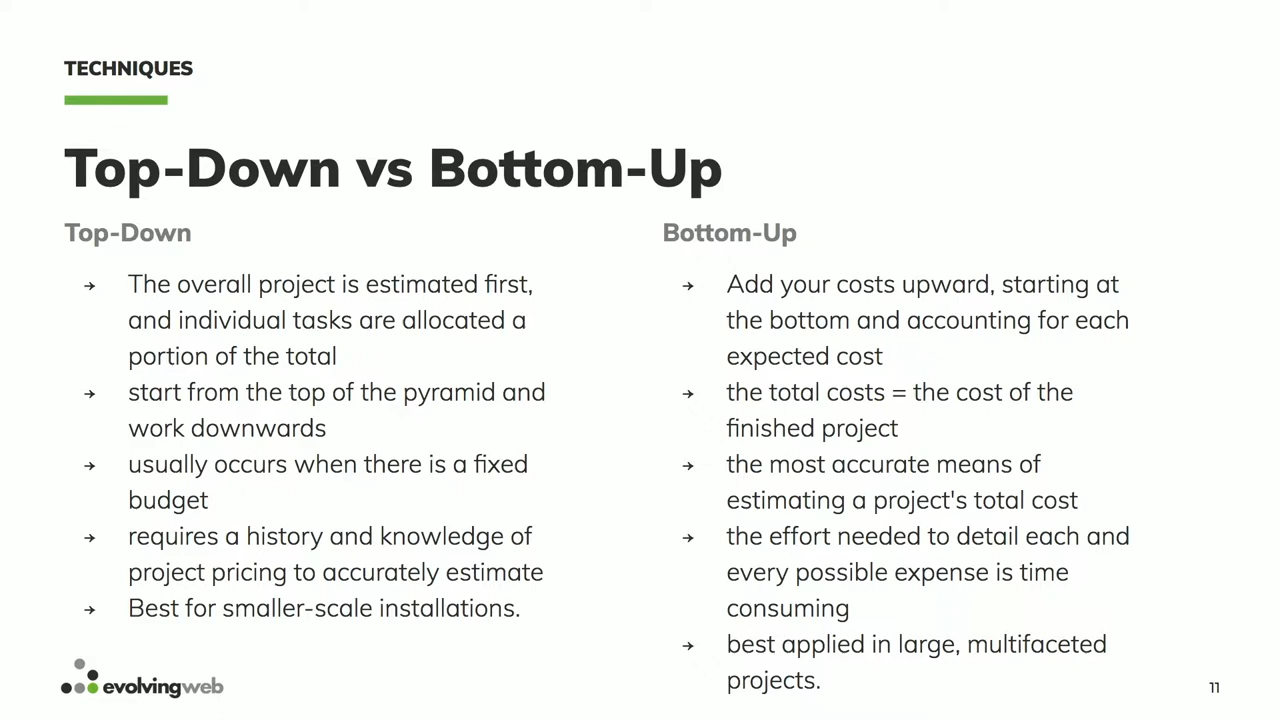 TECHNIQUES
Top-Down vs Bottom-Up
Top-Down
→ The overall project is estimated first,
and individual tasks are allocated a
portion of the total
→ start from the top of the pyramid and
work downwards
→ usually occurs when there is a fixed
budget
→ requires a history and knowledge of
project pricing to accurately estimate
→ Best for smaller-scale installations.
Bottom-Up
→ Add your costs upward, starting at
the bottom and accounting for each
expected cost
→ the total costs = the cost of the
finished project
→ the most accurate means of
estimating a project's total cost
→ the effort needed to detail each and
every possible expense is time
consuming
→ best applied in large, multifaceted
projects.
evolvingweb
11